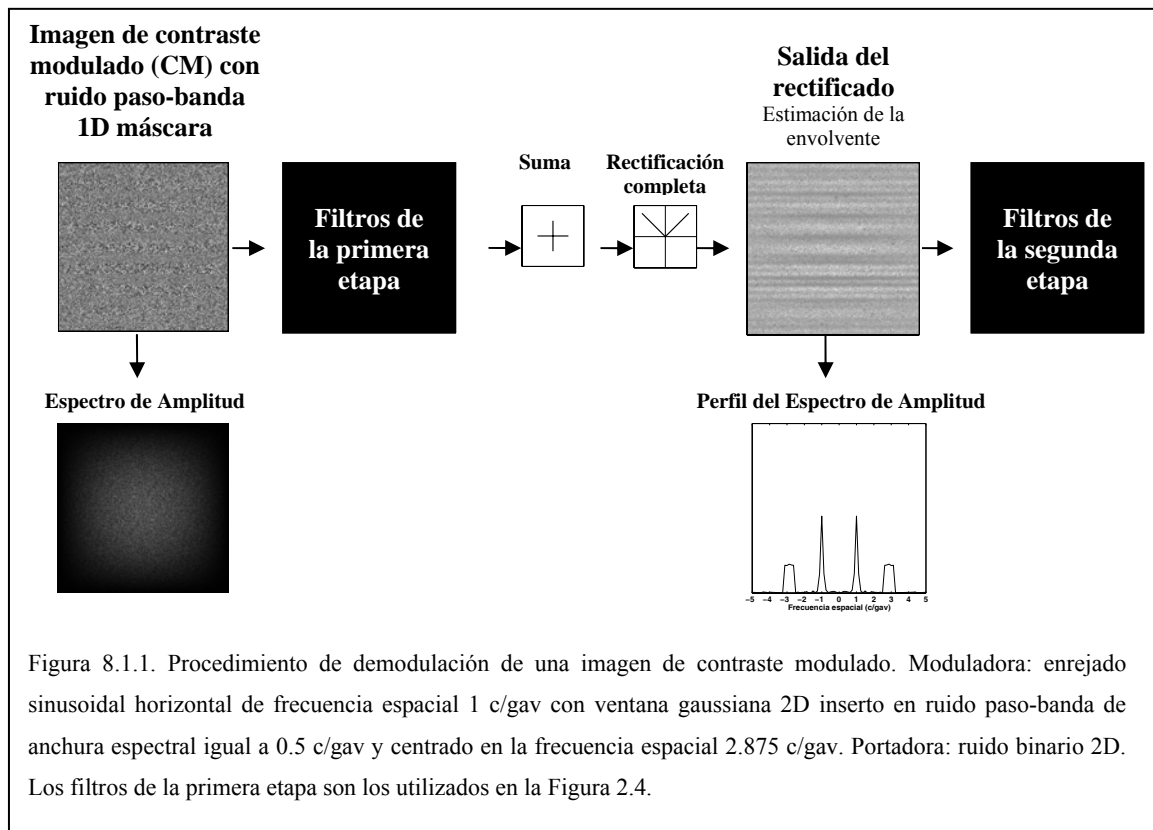 Imagen de contraste
modulado (CM) con
ruido paso-banda
1D máscara
Filtros de
la primera
etapa
Suma
Rectificación
completa
Salida del
rectificado
Estimación de la
envolvente
Filtros de
la segunda
etapa
Espectro de Amplitud
Perfil del Espectro de Amplitud
−5 −4 −3 −2 −1 0 1 2 3 4 5
Frecuencia espacial (c/gav)
Figura 8.1.1. Procedimiento de demodulación de una imagen de contraste modulado. Moduladora: enrejado
sinusoidal horizontal de frecuencia espacial 1 c/gav con ventana gaussiana 2D inserto en ruido paso-banda de
anchura espectral igual a 0.5 c/gav y centrado en la frecuencia espacial 2.875 c/gav. Portadora: ruido binario 2D.
Los filtros de la primera etapa son los utilizados en la Figura 2.4.